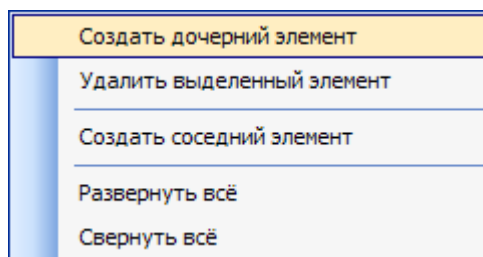 Создать дочерний элемент
Удалить выделенный элемент
Создать соседний элемент
Развернуть всё
Свернуть всё